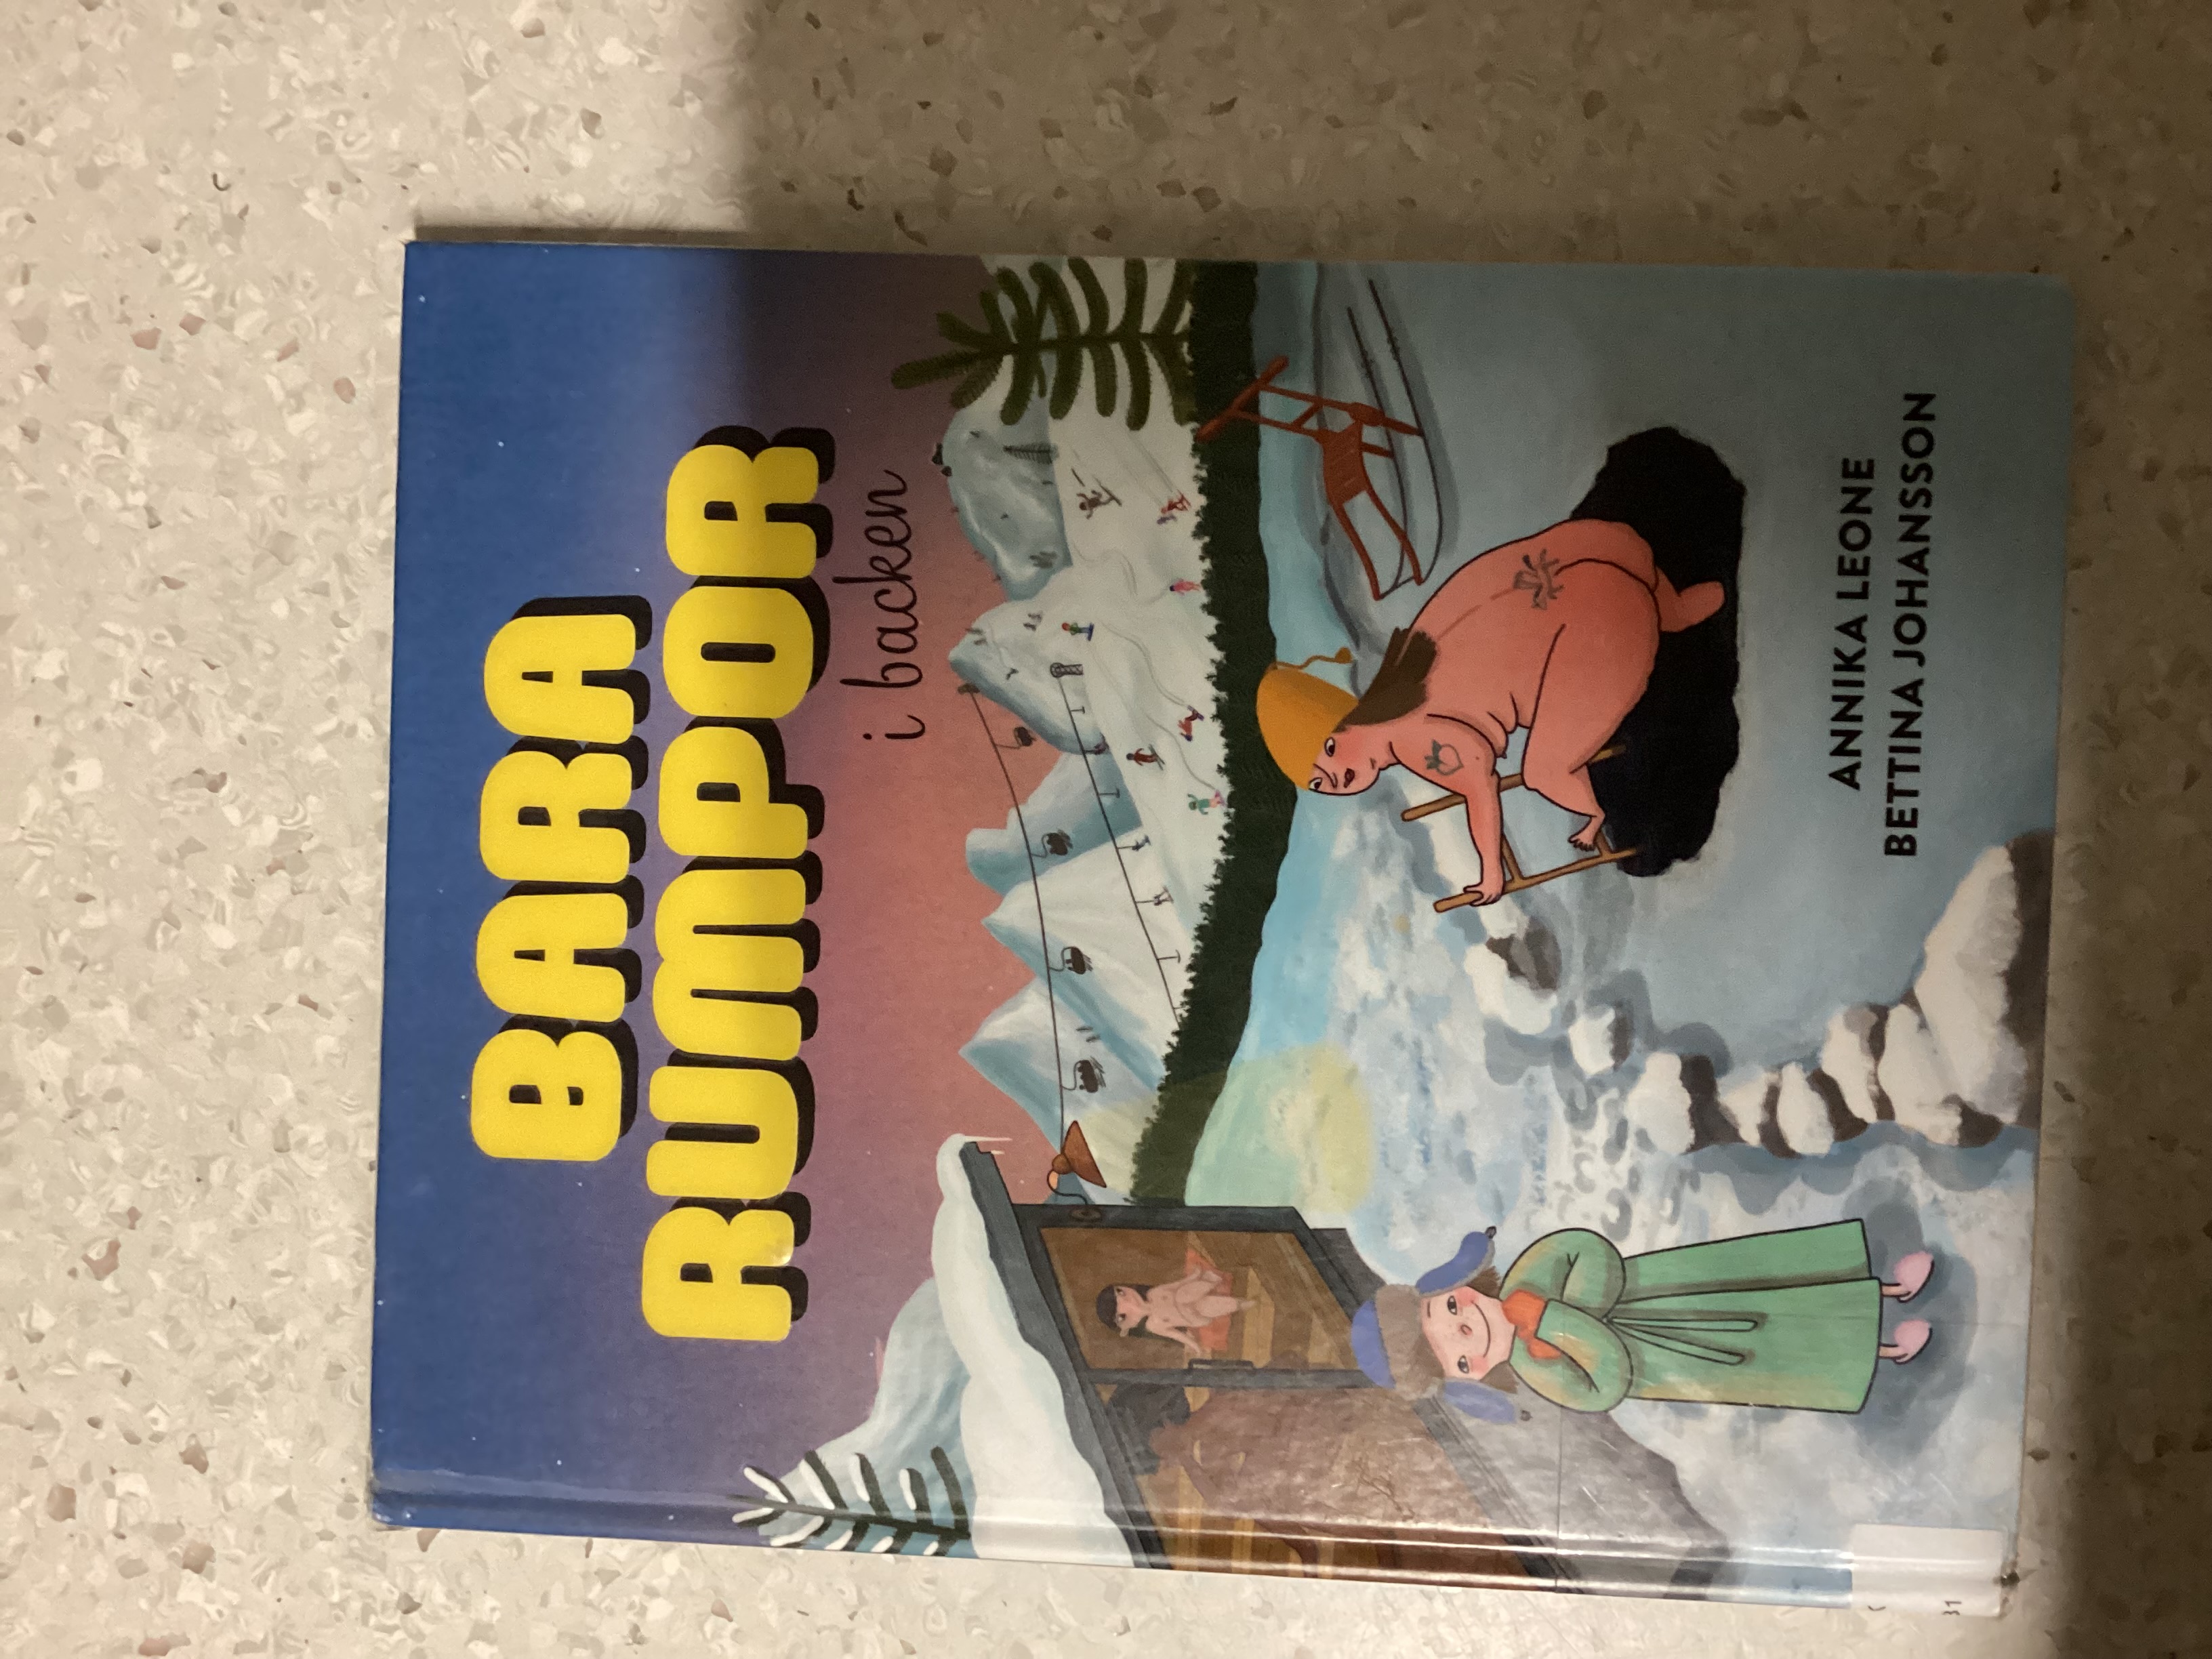 BARA
RUMPOR
i backen
ANNIKA LEONE
BETTINA JOHANSSON